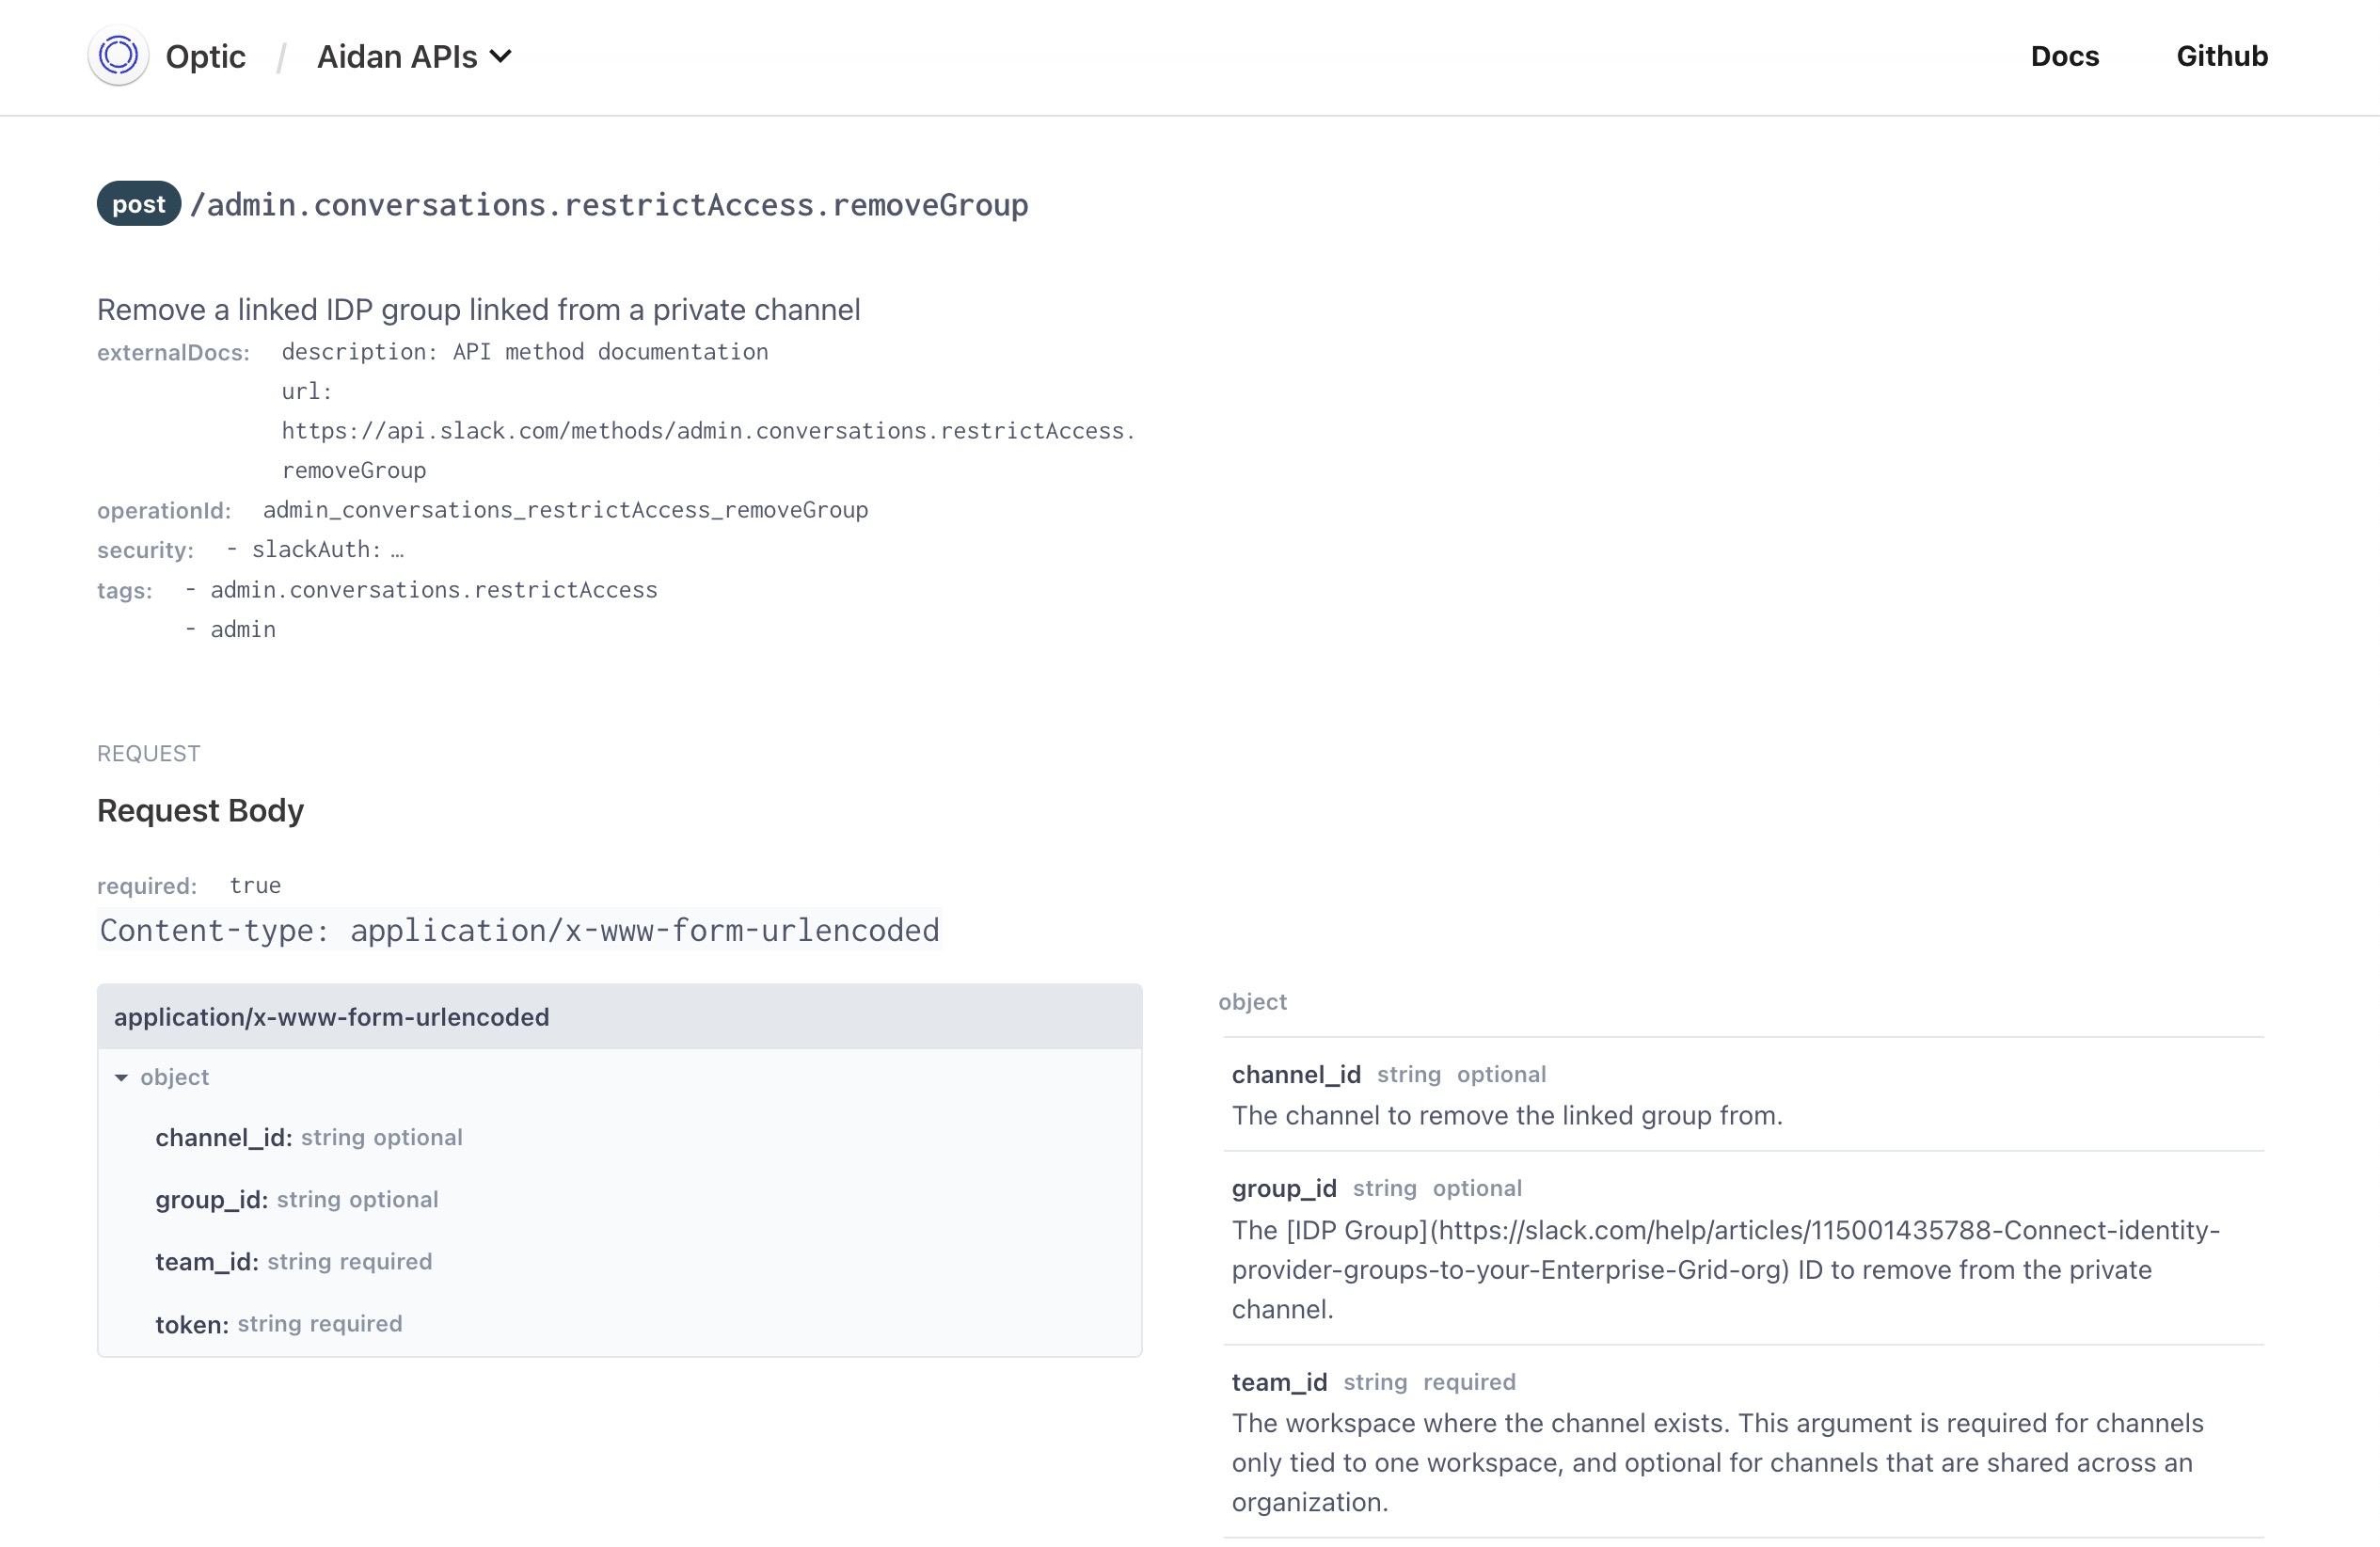 Optic / Aidan APIs
Docs
Github
post /admin.conversations.restrictAccess.removeGroup
Remove a linked IDP group linked from a private channel
externalDocs: description: API method documentation
url:
https://api.slack.com/methods/admin.conversations.restrictAccess.
removeGroup
operationId: admin_conversations_restrictAccess_removeGroup
security: - slackAuth: …
tags: - admin.conversations.restrictAccess
- admin
REQUEST
Request Body
required: true
Content-type: application/x-www-form-urlencoded
application/x-www-form-urlencoded
object
channel_id: string optional
group_id: string optional
team_id: string required
token: string required
object
channel_id string optional
The channel to remove the linked group from.
group_id string optional
The [IDP Group](https://slack.com/help/articles/115001435788-Connect-identity-
provider-groups-to-your-Enterprise-Grid-org) ID to remove from the private
channel.
team_id string required
The workspace where the channel exists. This argument is required for channels
only tied to one workspace, and optional for channels that are shared across an
organization.